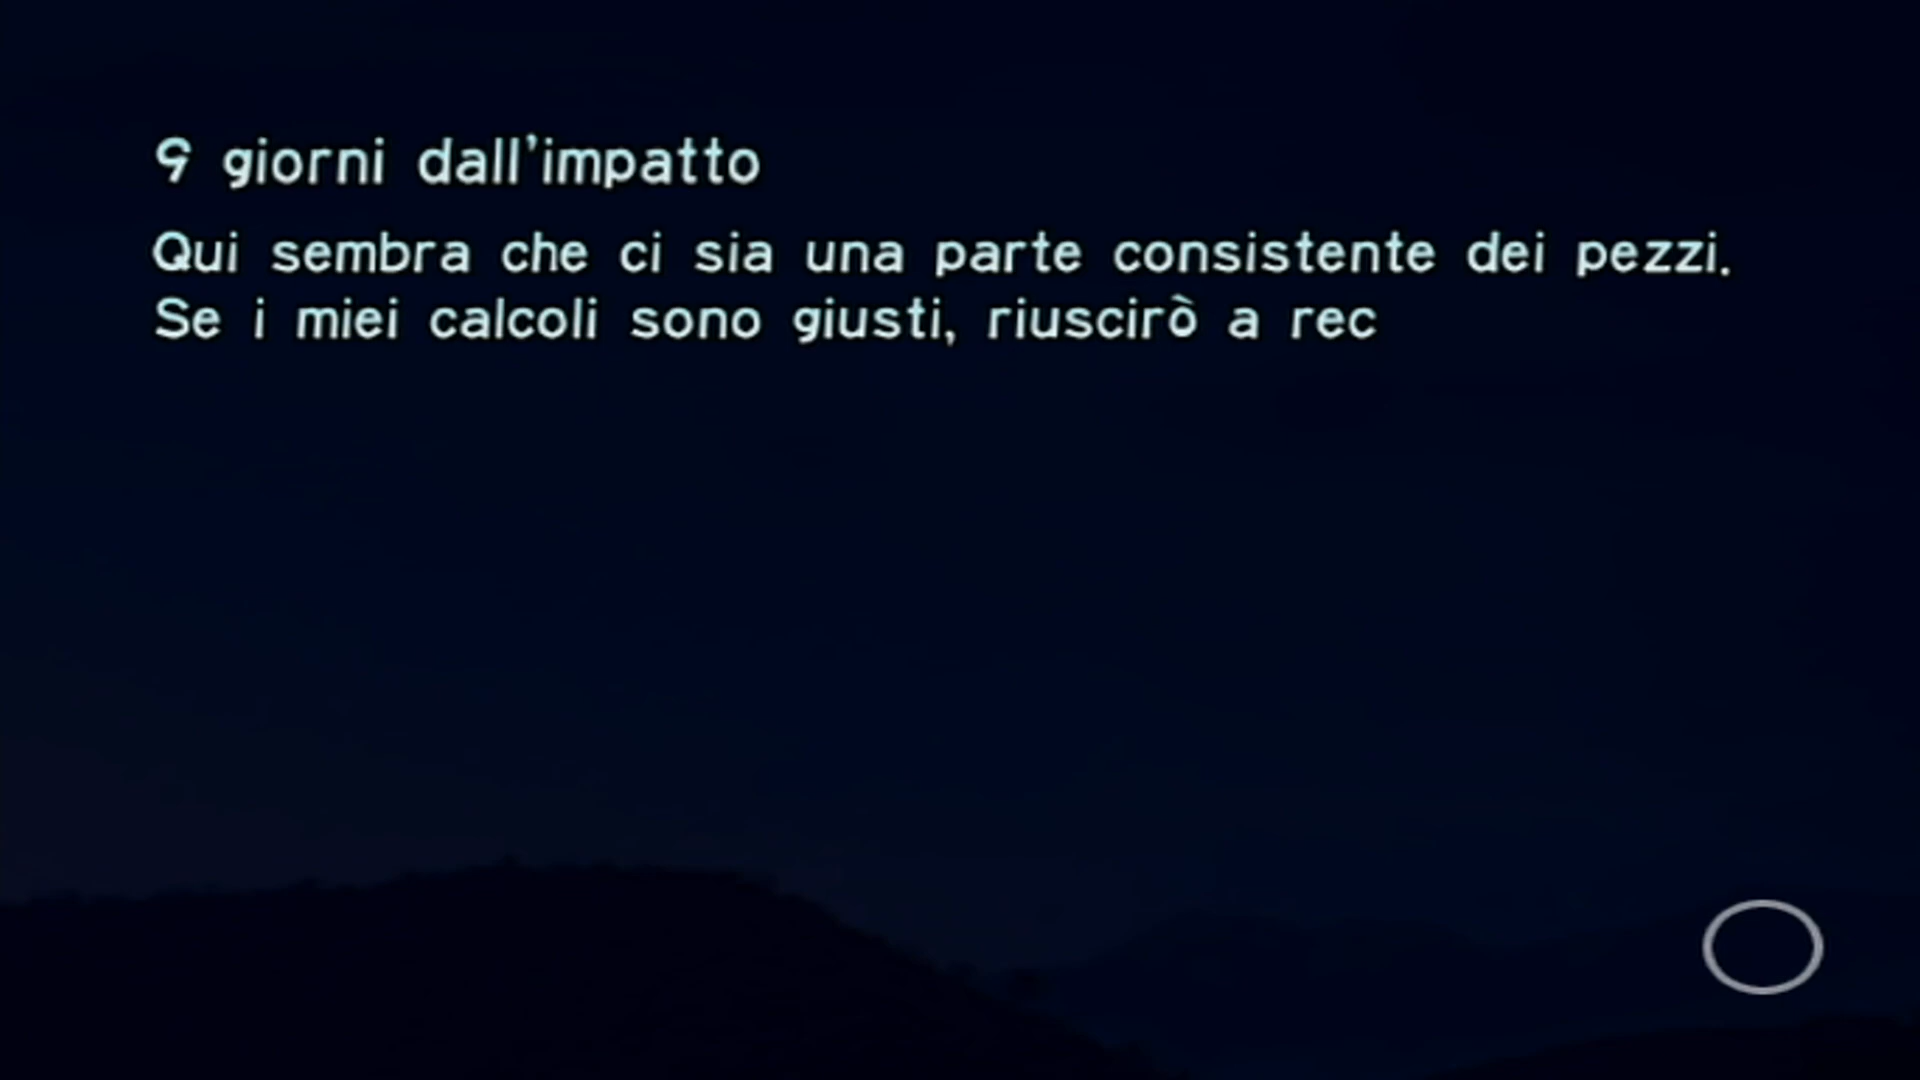 9 giorni dall'impatto
Qui sembra che ci sia una parte consistente dei pezzi.
Se i miei calcoli sono giusti, riuscirò a rec